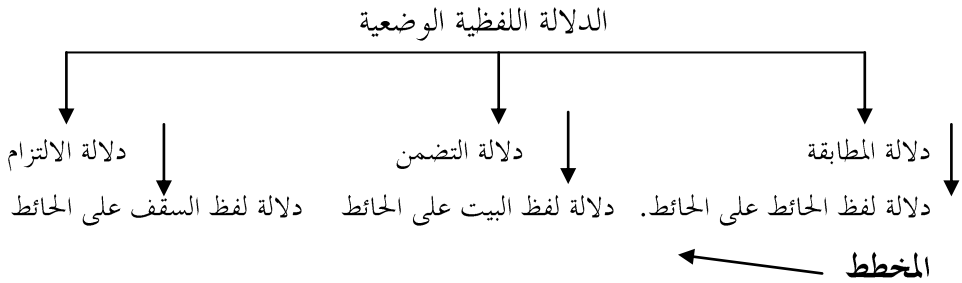 الدلالة اللفظية الوضعية
دلالة المطابقة دلالة التضمن دلالة الالتزام
دلالة لفظ الحائط على الحائط. دلالة لفظ البيت على الحائط دلالة لفظ السقف على الحائط
المخطط